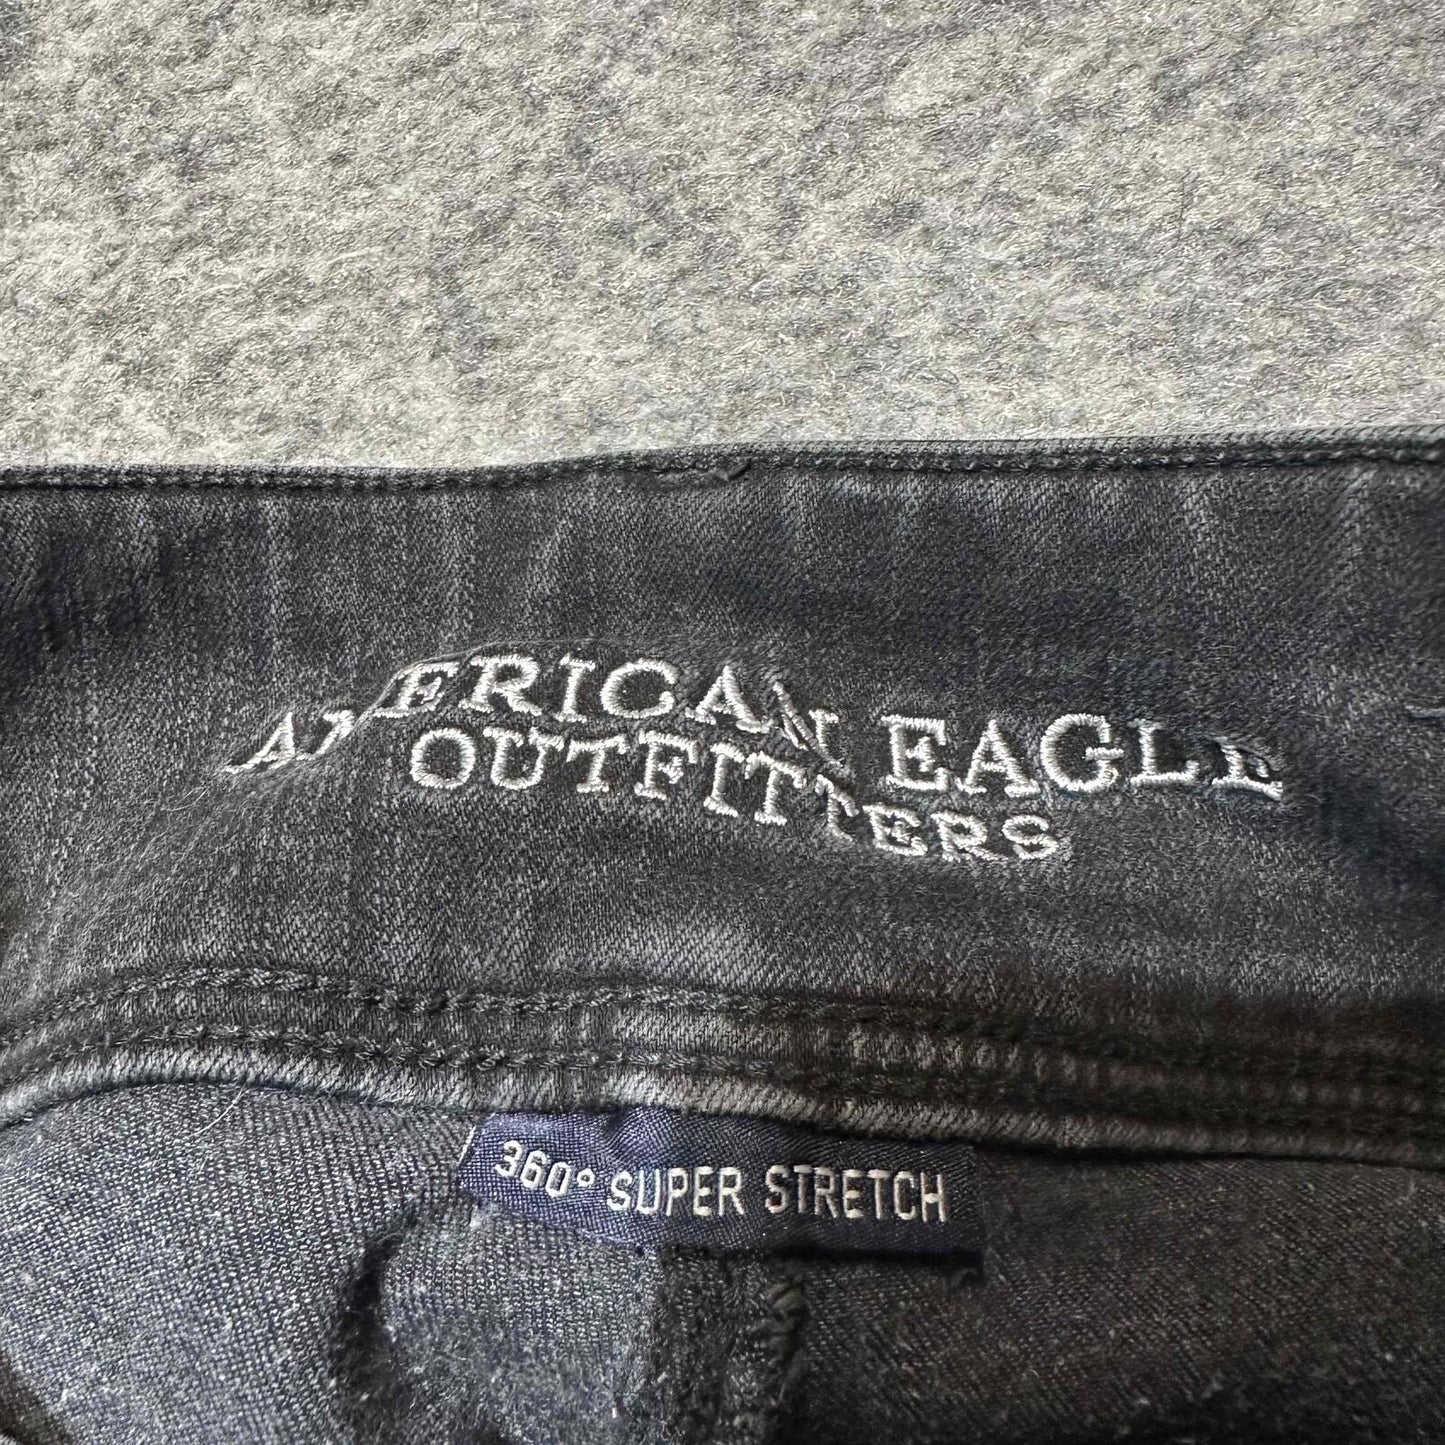 AMERICAN EAGLE
OUTFITTERS
360° SUPER STRETCH